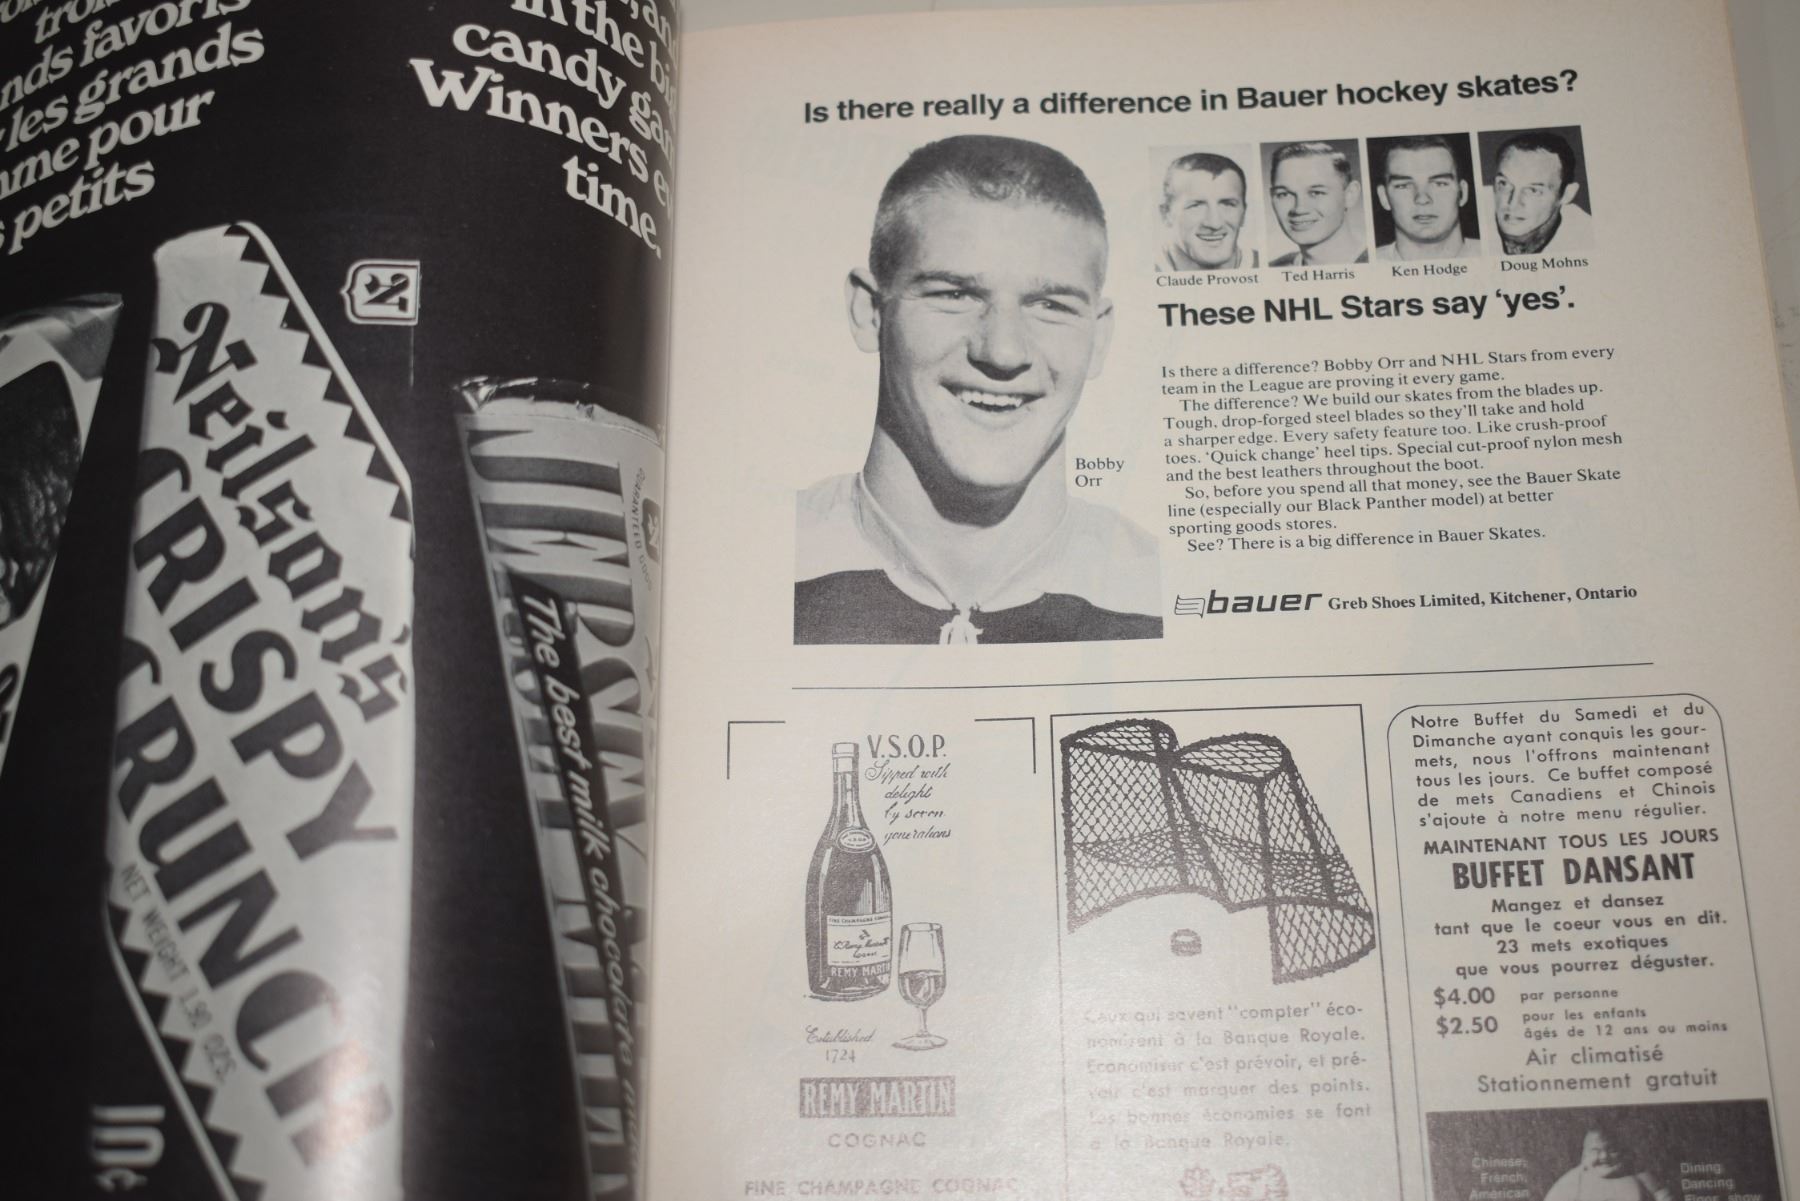 nds favoris
les grands
pour
petits
in the
candy
Winners
time.
Neilson's
CRISPY
CRUNCH
NET WEIGHT 1.90 OZS.
10¢
GUARANTEED GOOD
The best milk chocolate
Is there really a difference in Bauer hockey skates?
Claude Provost
Ted Harris
Ken Hodge
Doug Mohns
These NHL Stars say ‘yes’.
Bobby
Orr
Is there a difference? Bobby Orr and NHL Stars from every
team in the League are proving it every game.
The difference? We build our skates from the blades up.
Tough, drop-forged steel blades so they'll take and hold
a sharper edge. Every safety feature too. Like crush-proof
toes. ‘Quick change’ heel tips. Special cut-proof nylon mesh
and the best leathers throughout the boot.
So, before you spend all that money, see the Bauer Skate
line (especially our Black Panther model) at better
sporting goods stores.
See? There is a big difference in Bauer Skates.
bauer Greb Shoes Limited, Kitchener, Ontario
V.S.O.P.
Sipped with
delight
by seven
generations
FINE CHAMPAGNE COGNAC
REMY MARTIN
Established
1724
REMY MARTIN
COGNAC
FINE CHAMPAGNE COGNAC
Ceux qui savent "compter" éco-
nomisent à la Banque Royale.
Economiser c'est prévoir, et pré-
voir c'est marquer des points.
Les bonnes économies se font
à la Banque Royale.
Notre Buffet du Samedi et du
Dimanche ayant conquis les gour-
mets, nous l'offrons maintenant
tous les jours. Ce buffet composé
de mets Canadiens et Chinois
s'ajoute à notre menu régulier.
MAINTENANT TOUS LES JOURS
BUFFET DANSANT
Mangez et dansez
tant que le coeur vous en dit.
23 mets exotiques
que vous pourrez déguster.
$4.00 par personne
$2.50 pour les enfants
âgés de 12 ans ou moins
Air climatisé
Stationnement gratuit
Chinese,
French,
American
Dining
Dancing